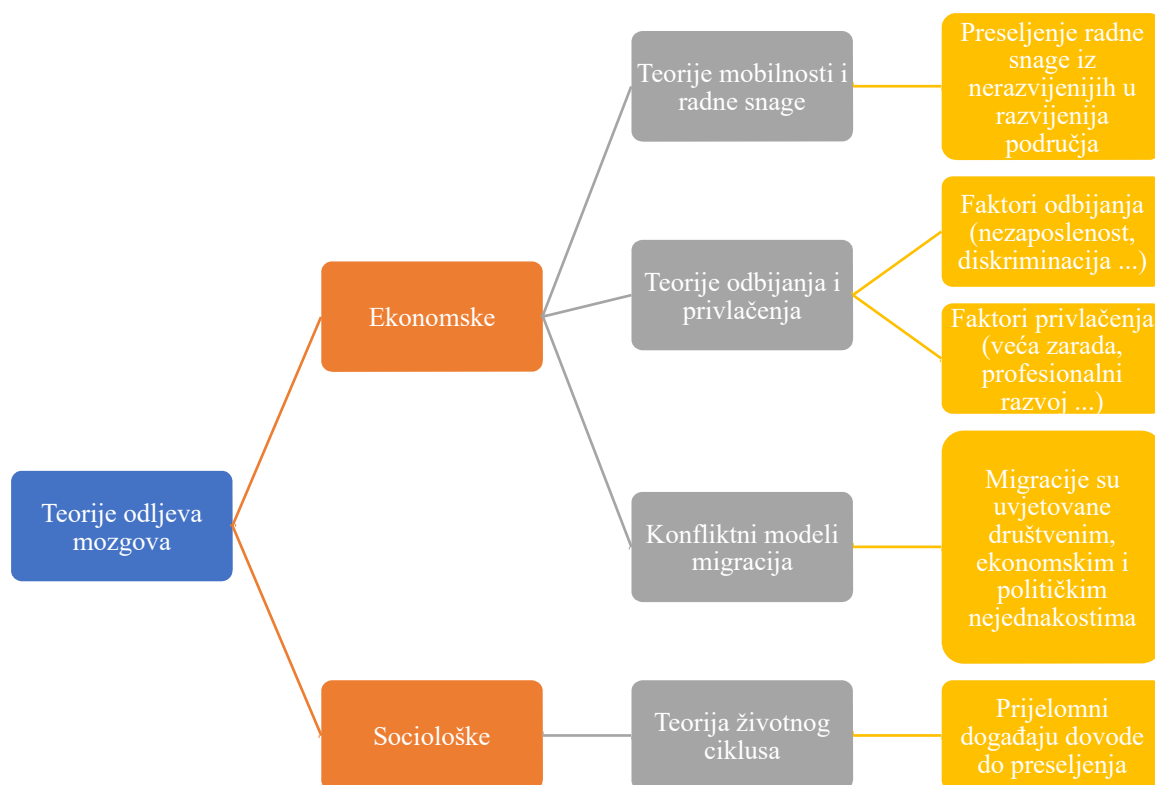 Teorije odljeva
mozgova
Ekonomske
Teorije mobilnosti i
radne snage
Preseljenje radne
snage iz
nerazvijenijih u
razvijenija
područja
Teorije odbijanja i
privlačenja
Faktori odbijanja
(nezaposlenost,
diskriminacija ...)
Faktori privlačenja
(veća zarada,
profesionalni
razvoj ...)
Konfliktni modeli
migracija
Migracije su
uvjetovane
društvenim,
ekonomskim i
političkim
nejednakostima
Sociološke
Teorija životnog
ciklusa
Prijelomni
događaju dovode
do preseljenja